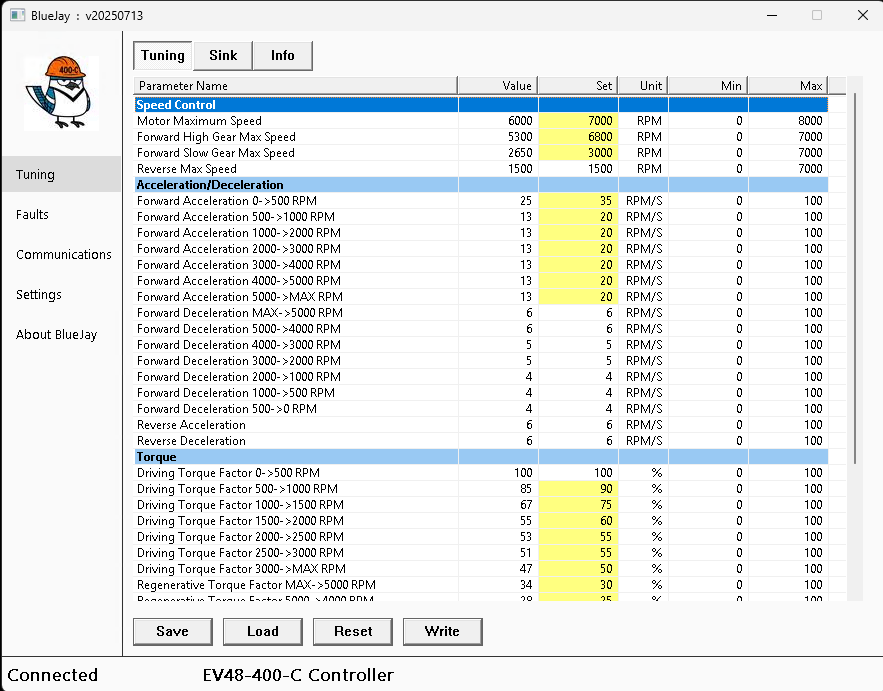 BlueJay : v20250713
400-C
Tuning
Faults
Communications
Settings
About BlueJay
Tuning Sink Info
Parameter Name Value Set Unit Min Max
Speed Control
Motor Maximum Speed 6000 7000 RPM 0 8000
Forward High Gear Max Speed 5300 6800 RPM 0 7000
Forward Slow Gear Max Speed 2650 3000 RPM 0 7000
Reverse Max Speed 1500 1500 RPM 0 7000
Acceleration/Deceleration
Forward Acceleration 0->500 RPM 25 35 RPM/S 0 100
Forward Acceleration 500->1000 RPM 13 20 RPM/S 0 100
Forward Acceleration 1000->2000 RPM 13 20 RPM/S 0 100
Forward Acceleration 2000->3000 RPM 13 20 RPM/S 0 100
Forward Acceleration 3000->4000 RPM 13 20 RPM/S 0 100
Forward Acceleration 4000->5000 RPM 13 20 RPM/S 0 100
Forward Acceleration 5000->MAX RPM 13 20 RPM/S 0 100
Forward Deceleration MAX->5000 RPM 6 6 RPM/S 0 100
Forward Deceleration 5000->4000 RPM 6 6 RPM/S 0 100
Forward Deceleration 4000->3000 RPM 5 5 RPM/S 0 100
Forward Deceleration 3000->2000 RPM 5 5 RPM/S 0 100
Forward Deceleration 2000->1000 RPM 4 4 RPM/S 0 100
Forward Deceleration 1000->500 RPM 4 4 RPM/S 0 100
Forward Deceleration 500->0 RPM 4 4 RPM/S 0 100
Reverse Acceleration 6 6 RPM/S 0 100
Reverse Deceleration 6 6 RPM/S 0 100
Torque
Driving Torque Factor 0->500 RPM 100 100 % 0 100
Driving Torque Factor 500->1000 RPM 85 90 % 0 100
Driving Torque Factor 1000->1500 RPM 67 75 % 0 100
Driving Torque Factor 1500->2000 RPM 55 60 % 0 100
Driving Torque Factor 2000->2500 RPM 53 55 % 0 100
Driving Torque Factor 2500->3000 RPM 51 55 % 0 100
Driving Torque Factor 3000->MAX RPM 47 50 % 0 100
Regenerative Torque Factor MAX->5000 RPM 34 30 % 0 100
Regenerative Torque Factor 5000->4000 RPM 28 25 % 0 100
Save Load Reset Write
Connected EV48-400-C Controller